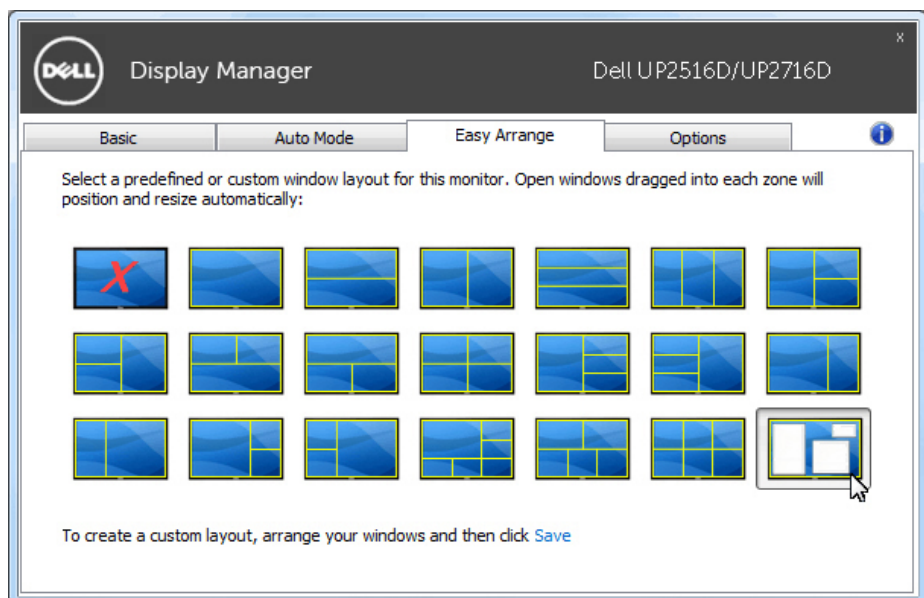 x
DELL
Display Manager
Dell UP2516D/UP2716D
Basic
Auto Mode
Easy Arrange
Options
i
Select a predefined or custom window layout for this monitor. Open windows dragged into each zone will
position and resize automatically:
X
To create a custom layout, arrange your windows and then click Save